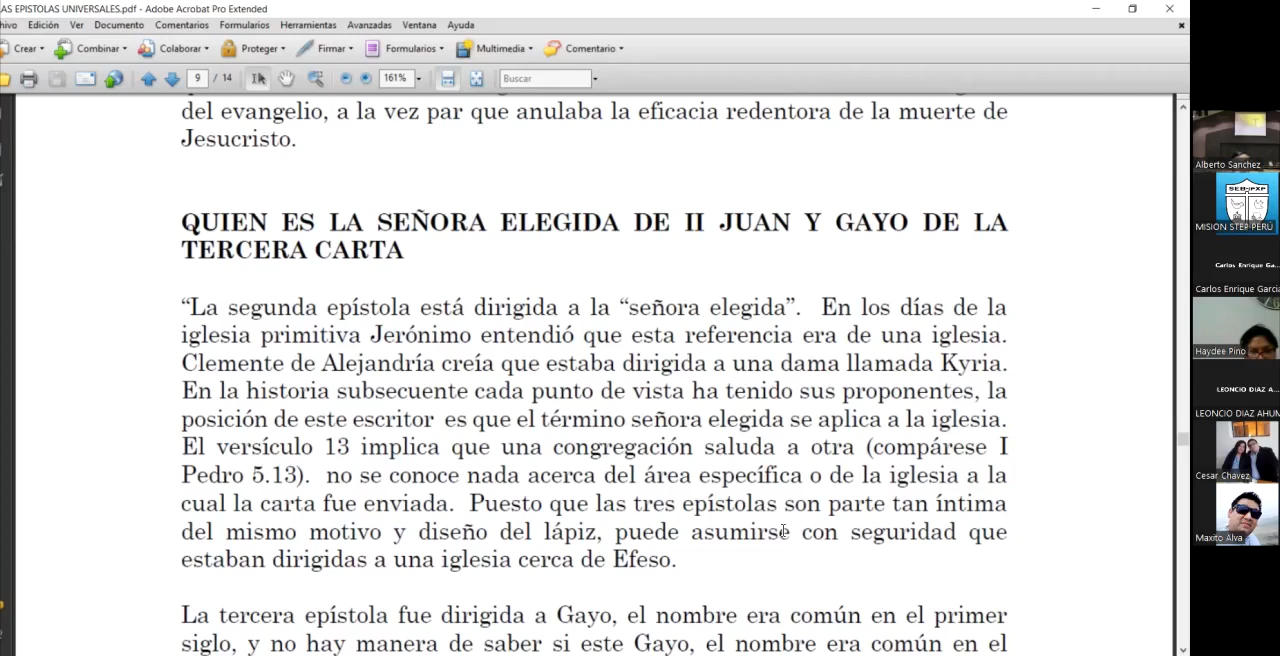 AS EPISTOLAS UNIVERSALES.pdf - Adobe Acrobat Pro Extended
hivo Edición Ver Documento Comentarios Formularios Herramientas Avanzadas Ventana Ayuda
Crear Combinar Colaborar Proteger Firmar Formularios Multimedia Comentario
9 / 14 161% Buscar
del evangelio, a la vez par que anulaba la eficacia redentora de la muerte de
Jesucristo.
QUIEN ES LA SEÑORA ELEGIDA DE II JUAN Y GAYO DE LA
TERCERA CARTA
“La segunda epístola está dirigida a la “señora elegida”. En los días de la
iglesia primitiva Jerónimo entendió que esta referencia era de una iglesia.
Clemente de Alejandría creía que estaba dirigida a una dama llamada Kyria.
En la historia subsecuente cada punto de vista ha tenido sus proponentes, la
posición de este escritor es que el término señora elegida se aplica a la iglesia.
El versículo 13 implica que una congregación saluda a otra (compárese I
Pedro 5.13). no se conoce nada acerca del área específica o de la iglesia a la
cual la carta fue enviada. Puesto que las tres epístolas son parte tan íntima
del mismo motivo y diseño del lápiz, puede asumirse con seguridad que
estaban dirigidas a una iglesia cerca de Efeso.
La tercera epístola fue dirigida a Gayo, el nombre era común en el primer
siglo, y no hay manera de saber si este Gayo, el nombre era común en el
Alberto Sanchez
SEB-IPXP
MISION STEP PERÚ
Carlos Enrique Ga...
Carlos Enrique Garcia
Haydee Pino
LEONCIO DIAZ A...
LEONCIO DIAZ AHUM
Cesar Chavez
Maxito Alva